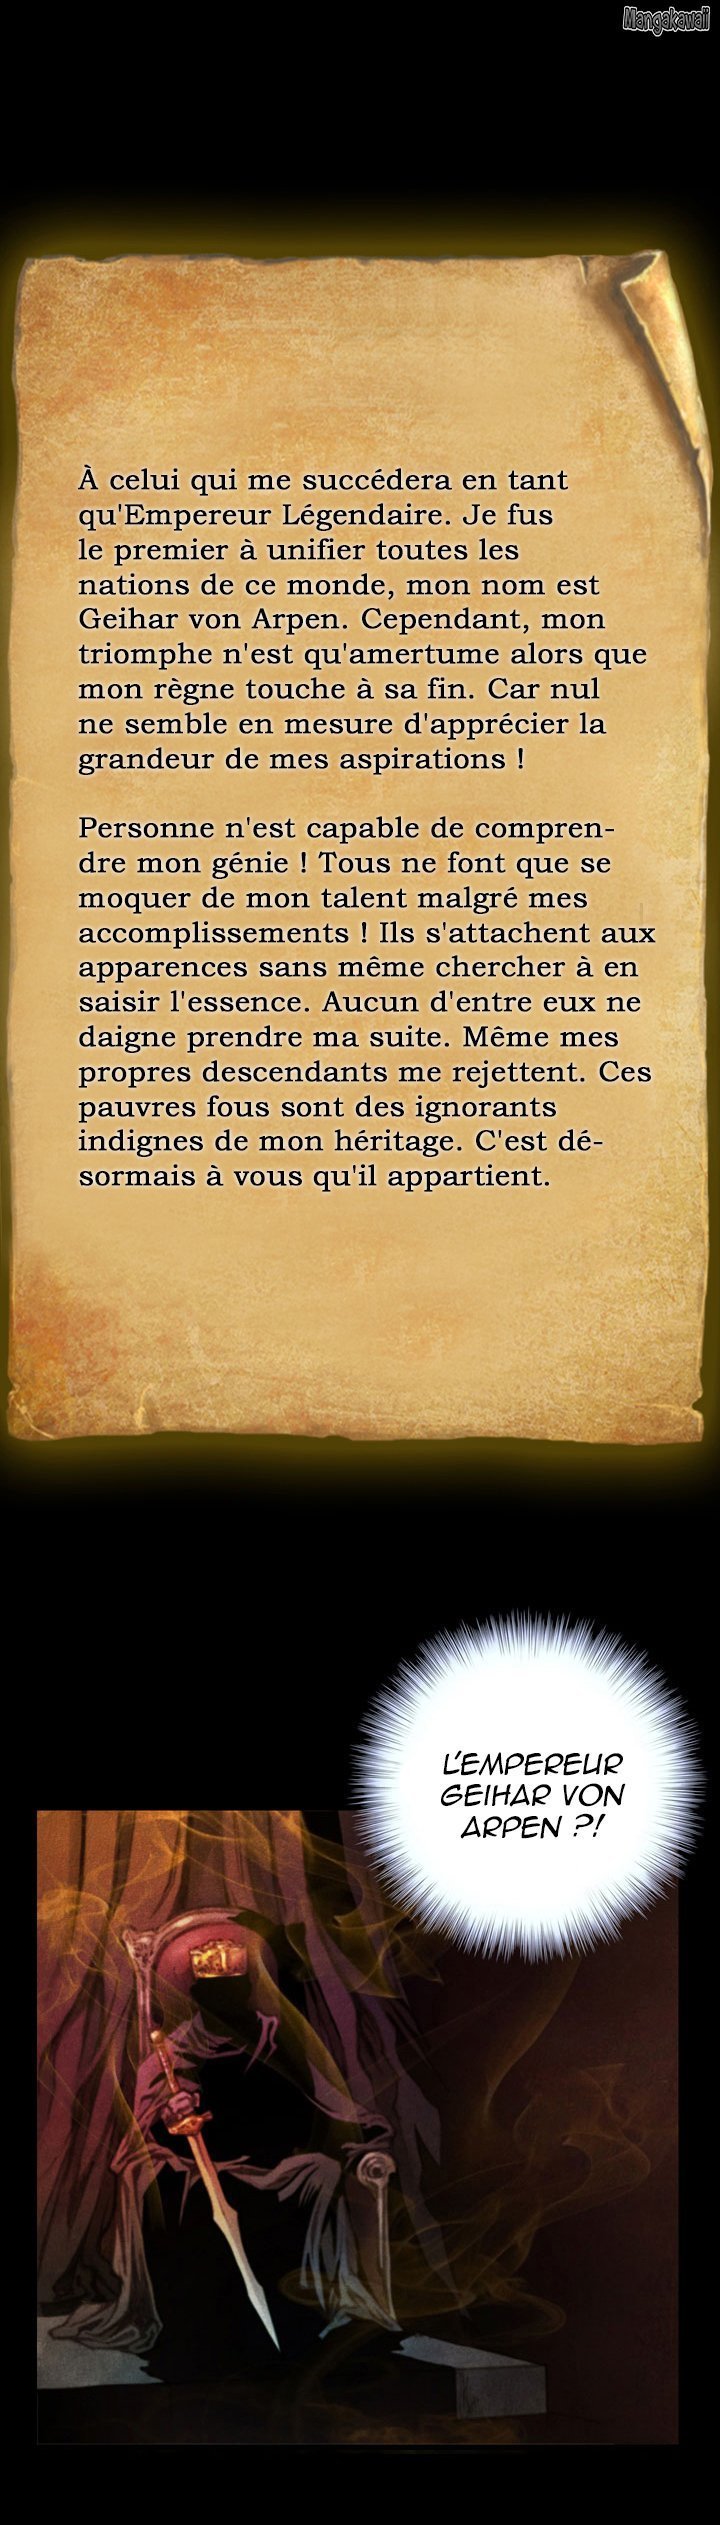 Mangakawaii
À celui qui me succédera en tant
qu'Empereur Légendaire. Je fus
le premier à unifier toutes les
nations de ce monde, mon nom est
Geihar von Arpen. Cependant, mon
triomphe n'est qu'amertume alors que
mon règne touche à sa fin. Car nul
ne semble en mesure d'apprécier la
grandeur de mes aspirations !
Personne n'est capable de compren-
dre mon génie ! Tous ne font que se
moquer de mon talent malgré mes
accomplissements ! Ils s'attachent aux
apparences sans même chercher à en
saisir l'essence. Aucun d'entre eux ne
daigne prendre ma suite. Même mes
propres descendants me rejettent. Ces
pauvres fous sont des ignorants
indignes de mon héritage. C'est dé-
sormais à vous qu'il appartient.
L'EMPEREUR
GEIHAR VON
ARPEN ?!